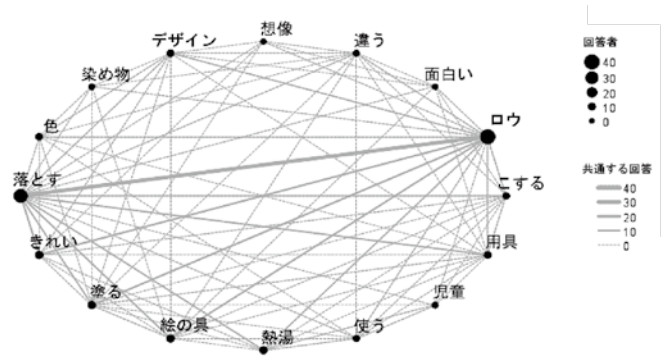 想像
デザイン
違う
染め物
面白い
色
ロウ
落とす
こする
きれい
用具
塗る
児童
絵の具
熱湯
使う
回答者
40
30
20
10
0
共通する回答
40
30
20
10
0